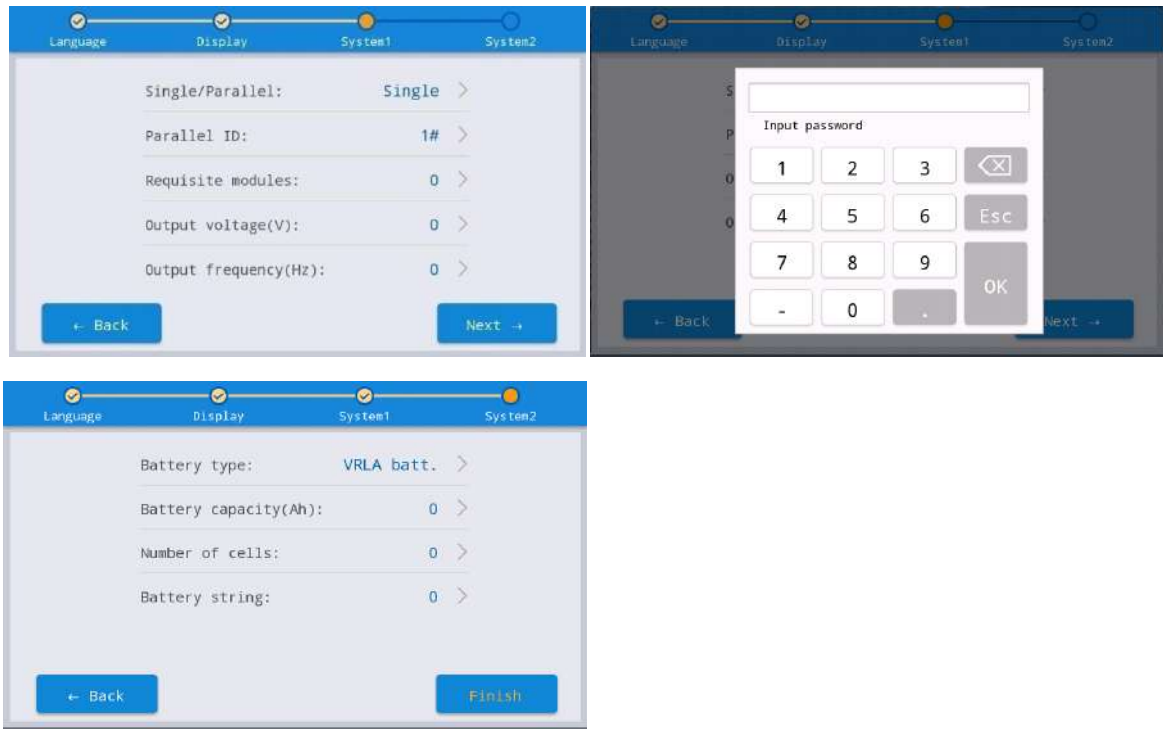 Language Display System1 System2
Single/Parallel: Single >
Parallel ID: 1# >
Requisite modules: 0 >
Output voltage(V): 0 >
Output frequency(Hz): 0 >
← Back Next →
Language Display System1 System2
S
P
O
O
Input password
1 2 3
4 5 6 Esc
7 8 9 OK
- 0 .
← Back Next →
Language Display System1 System2
Battery type: VRLA batt. >
Battery capacity(Ah): 0 >
Number of cells: 0 >
Battery string: 0 >
← Back Finish